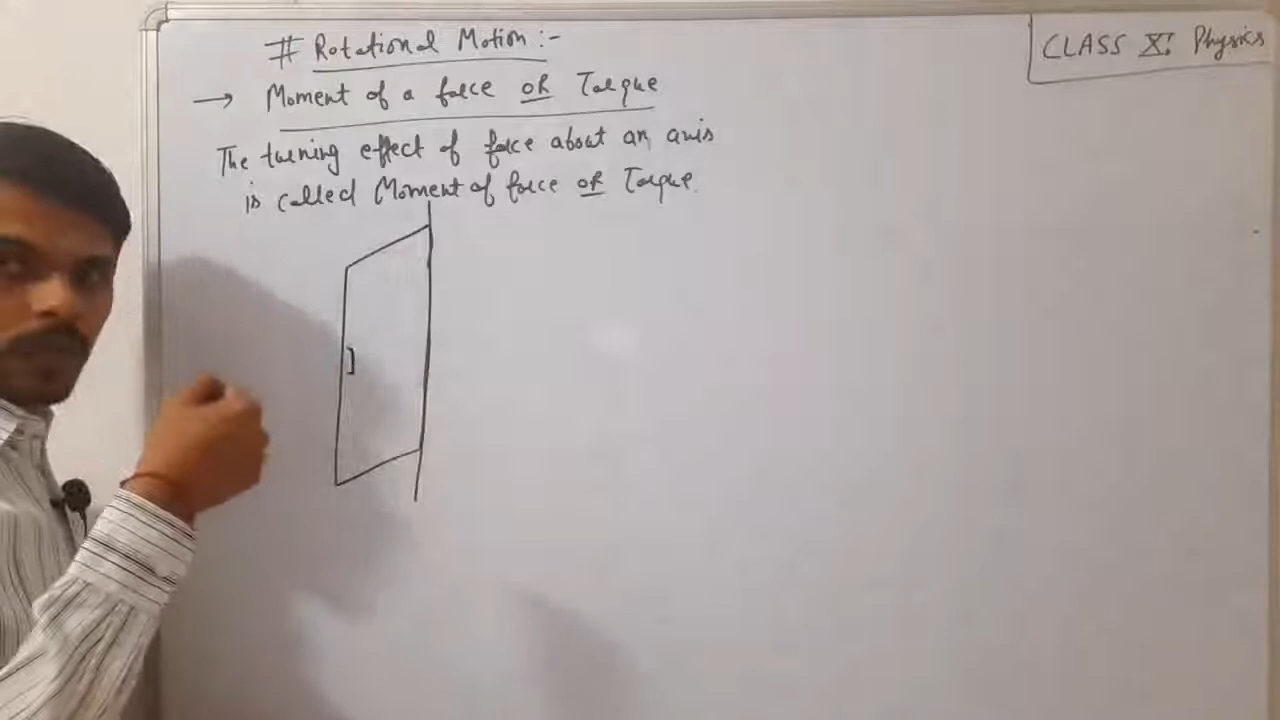 # Rotational Motion :-
CLASS XI Physics
→ Moment of a force OR Torque
The turning effect of force about an axis
is called Moment of force OR Torque.